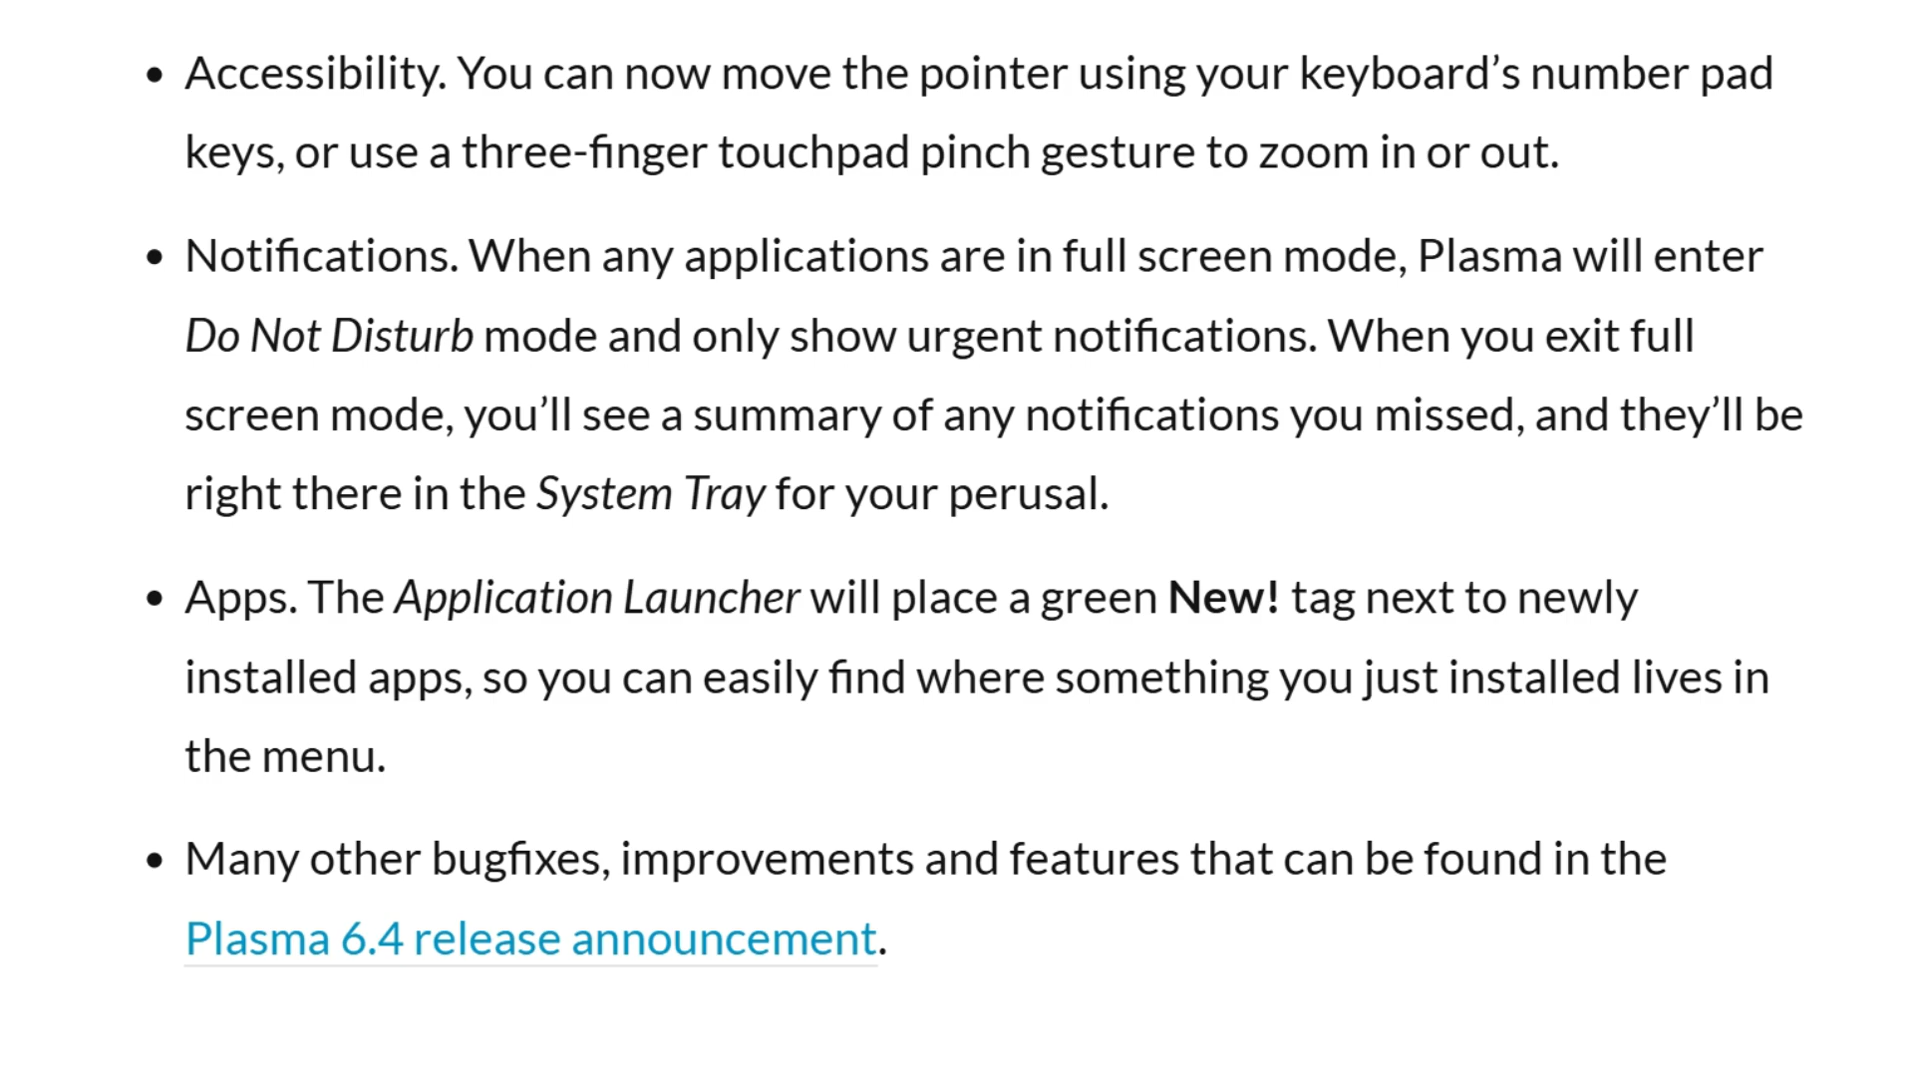 • Accessibility. You can now move the pointer using your keyboard’s number pad
keys, or use a three-finger touchpad pinch gesture to zoom in or out.
• Notifications. When any applications are in full screen mode, Plasma will enter
Do Not Disturb mode and only show urgent notifications. When you exit full
screen mode, you’ll see a summary of any notifications you missed, and they’ll be
right there in the System Tray for your perusal.
• Apps. The Application Launcher will place a green New! tag next to newly
installed apps, so you can easily find where something you just installed lives in
the menu.
• Many other bugfixes, improvements and features that can be found in the
Plasma 6.4 release announcement.